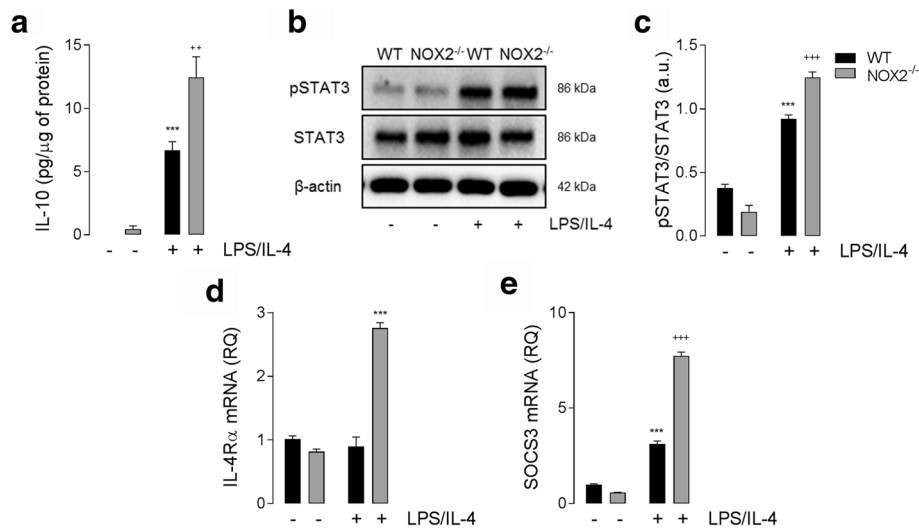 a
IL-10 (pg/μg of protein)
15
10
5
0
***
++
- - + + LPS/IL-4
b
WT NOX2-/- WT NOX2-/-
pSTAT3 86 kDa
STAT3 86 kDa
β-actin 42 kDa
- - + + LPS/IL-4
c
pSTAT3/STAT3 (a.u.)
1.5
1.0
0.5
0.0
***
+++
WT
NOX2-/-
- - + + LPS/IL-4
d
IL-4Rα mRNA (RQ)
3
2
1
0
***
- - + + LPS/IL-4
e
SOCS3 mRNA (RQ)
10
5
0
***
+++
- - + + LPS/IL-4